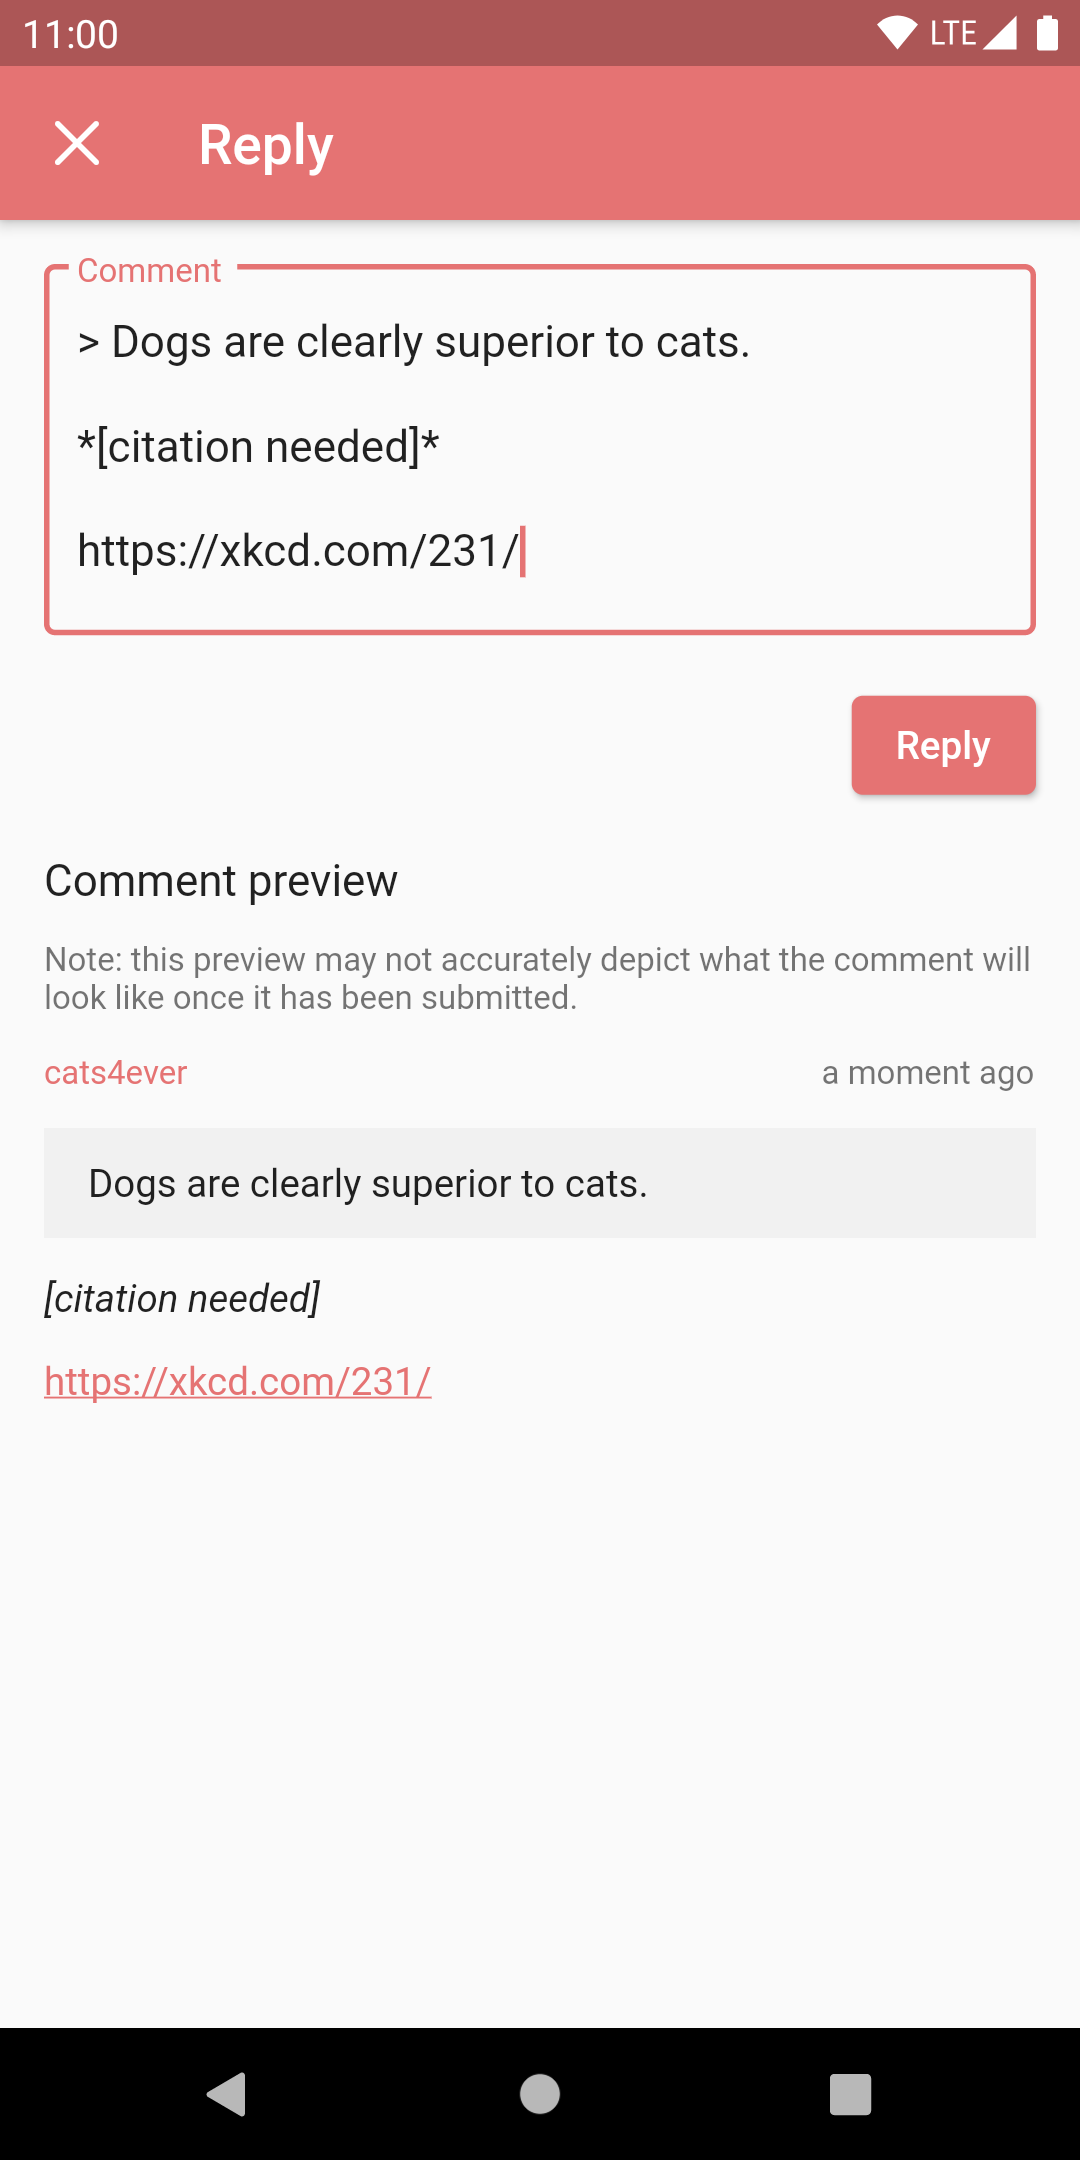 11:00
LTE
Reply
Comment
> Dogs are clearly superior to cats.
*[citation needed]*
https://xkcd.com/231/
Reply
Comment preview
Note: this preview may not accurately depict what the comment will
look like once it has been submitted.
cats4ever
a moment ago
Dogs are clearly superior to cats.
[citation needed]
https://xkcd.com/231/